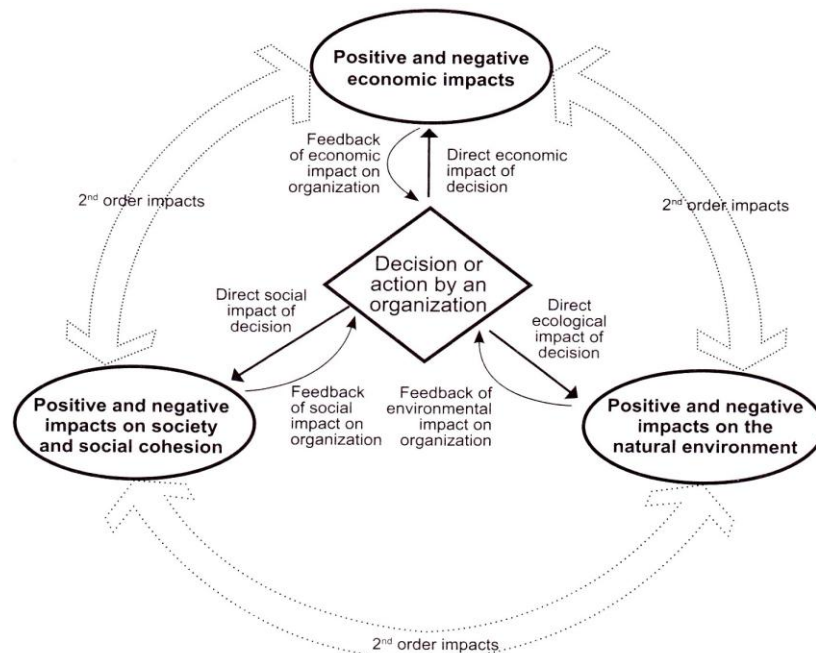 Positive and negative
economic impacts
Feedback
of economic
impact on
organization
Direct economic
impact of
decision
2nd order impacts
2nd order impacts
Decision or
action by an
organization
Direct social
impact of
decision
Direct
ecological
impact of
decision
Positive and negative
impacts on society
and social cohesion
Feedback
of social
impact on
organization
Feedback of
environmental
impact on
organization
Positive and negative
impacts on the
natural environment
2nd order impacts